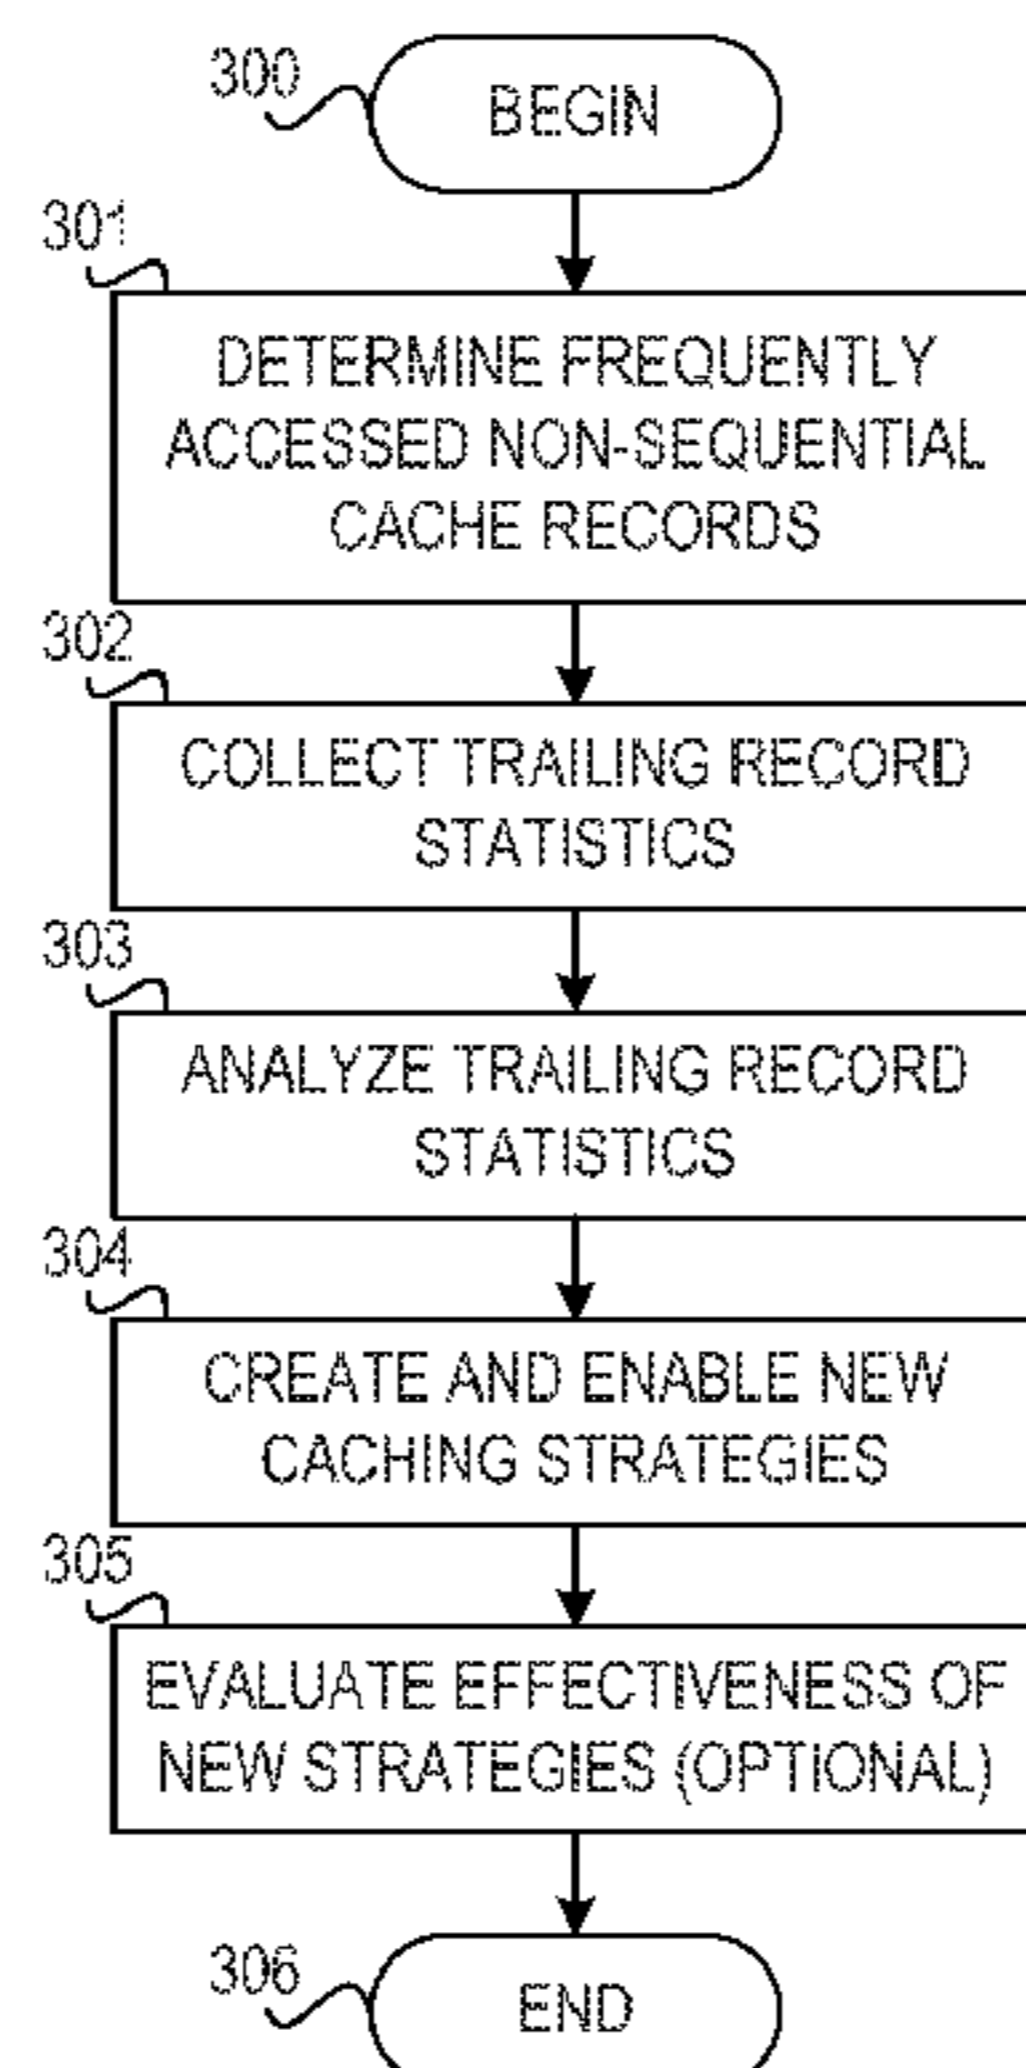 300
BEGIN
301
DETERMINE FREQUENTLY
ACCESSED NON-SEQUENTIAL
CACHE RECORDS
302
COLLECT TRAILING RECORD
STATISTICS
303
ANALYZE TRAILING RECORD
STATISTICS
304
CREATE AND ENABLE NEW
CACHING STRATEGIES
305
EVALUATE EFFECTIVENESS OF
NEW STRATEGIES (OPTIONAL)
306
END